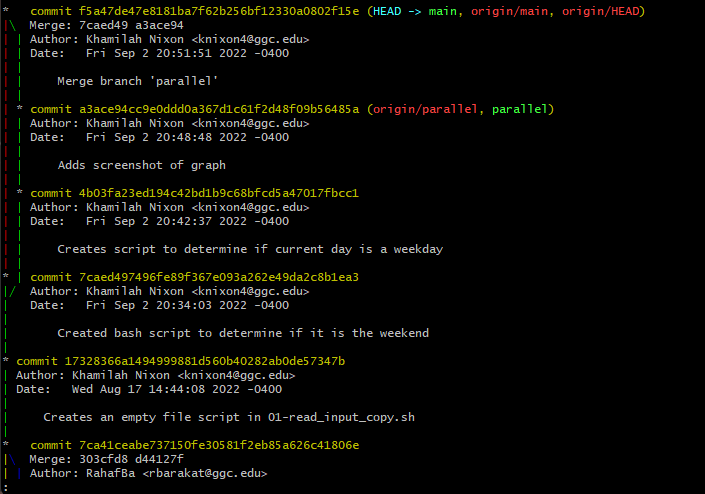 *   commit f5a47de47e8181ba7f62b256bf12330a0802f15e (HEAD -> main, origin/main, origin/HEAD)
|\  Merge: 7caed49 a3ace94
| | Author: Khamilah Nixon <knixon4@ggc.edu>
| | Date:   Fri Sep 2 20:51:51 2022 -0400
| |
| |     Merge branch 'parallel'
| |
| * commit a3ace94cc9e0ddd0a367d1c61f2d48f09b56485a (origin/parallel, parallel)
| | Author: Khamilah Nixon <knixon4@ggc.edu>
| | Date:   Fri Sep 2 20:48:48 2022 -0400
| |
| |     Adds screenshot of graph
| |
| * commit 4b03fa23ed194c42bd1b9c68bfcd5a47017fbcc1
| | Author: Khamilah Nixon <knixon4@ggc.edu>
| | Date:   Fri Sep 2 20:42:37 2022 -0400
| |
| |     Creates script to determine if current day is a weekday
| |
* | commit 7caed497496fe89f367e093a262e49da2c8b1ea3
|/  Author: Khamilah Nixon <knixon4@ggc.edu>
|   Date:   Fri Sep 2 20:34:03 2022 -0400
|
|       Created bash script to determine if it is the weekend
|
* commit 17328366a1494999881d560b40282ab0de57347b
| Author: Khamilah Nixon <knixon4@ggc.edu>
| Date:   Wed Aug 17 14:44:08 2022 -0400
|
|     Creates an empty file script in 01-read_input_copy.sh
|
*   commit 7ca41ceabe737150fe30581f2eb85a626c41806e
|\  Merge: 303cfd8 d44127f
| | Author: RahafBa <rbarakat@ggc.edu>
: